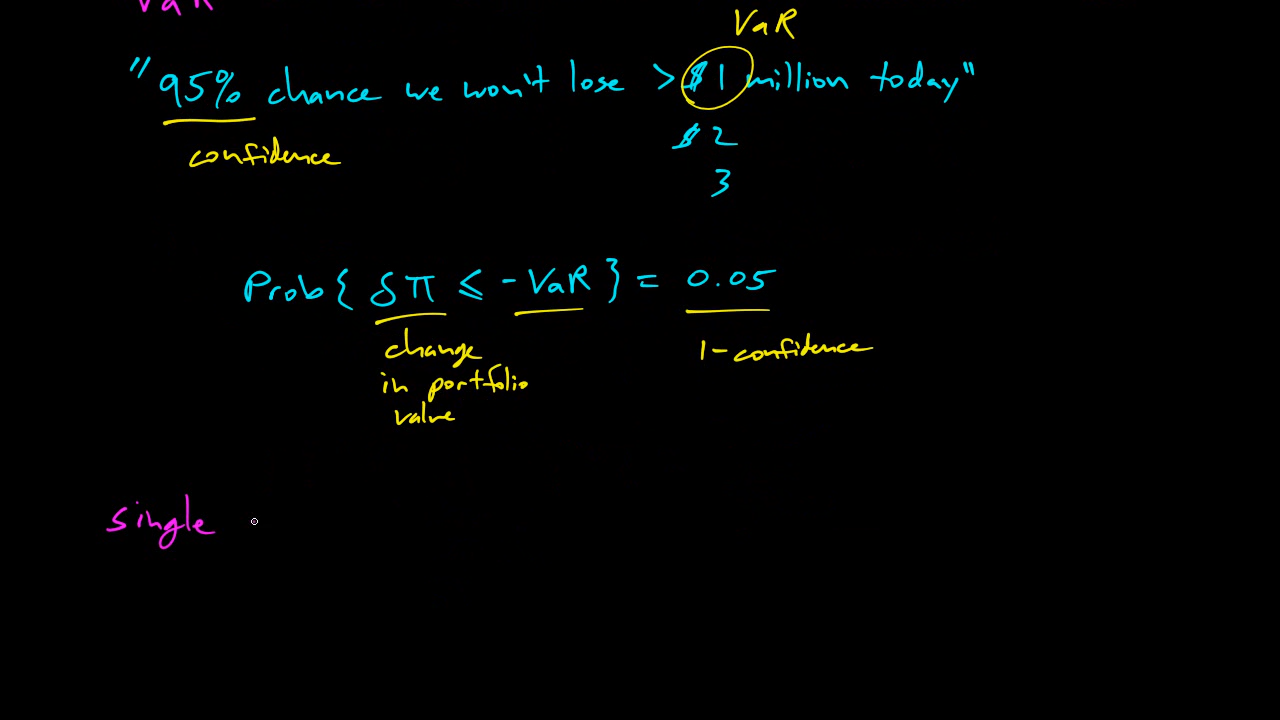 VaR
VaR
"95% chance we won't lose > $1 million today"
confidence
$2
3
Prob{ δπ ≤ -VaR } = 0.05
change
in portfolio
value
1-confidence
single